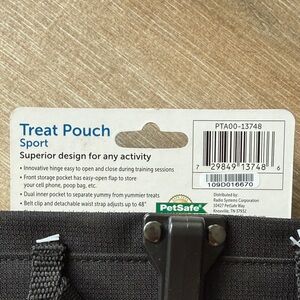 Treat Pouch
Sport
Superior design for any activity
• Innovative hinge easy to open and close during training sessions
• Front storage pocket has easy-open flap to store
your cell phone, poop bag, etc.
• Dual inner pocket to separate yummy from yummier treats
• Belt clip and detachable waist strap adjusts up to 48"
PTA00-13748
7 29849 13748 6
109D016670
Distributed by:
Radio Systems Corporation
10427 PetSafe Way
Knoxville, TN 37932
PetSafe